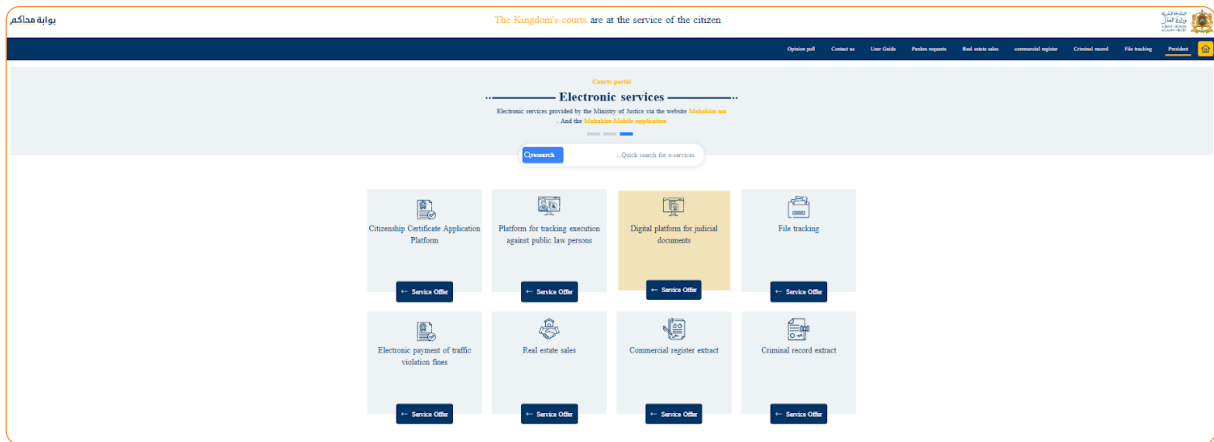 بوابة محاكم
The Kingdom's courts are at the service of the citizen
Opinion poll Contact us User Guide Pardon requests Real estate sales commercial register Criminal record File tracking President
Courts portal
Electronic services
Electronic services provided by the Ministry of Justice via the website Mahakim.ma
. And the Mahakim Mobile application
research ...Quick search for e-services
Citizenship Certificate Application
Platform
← Service Offer
Platform for tracking execution
against public law persons
← Service Offer
Digital platform for judicial
documents
← Service Offer
File tracking
← Service Offer
Electronic payment of traffic
violation fines
← Service Offer
Real estate sales
← Service Offer
Commercial register extract
← Service Offer
Criminal record extract
← Service Offer